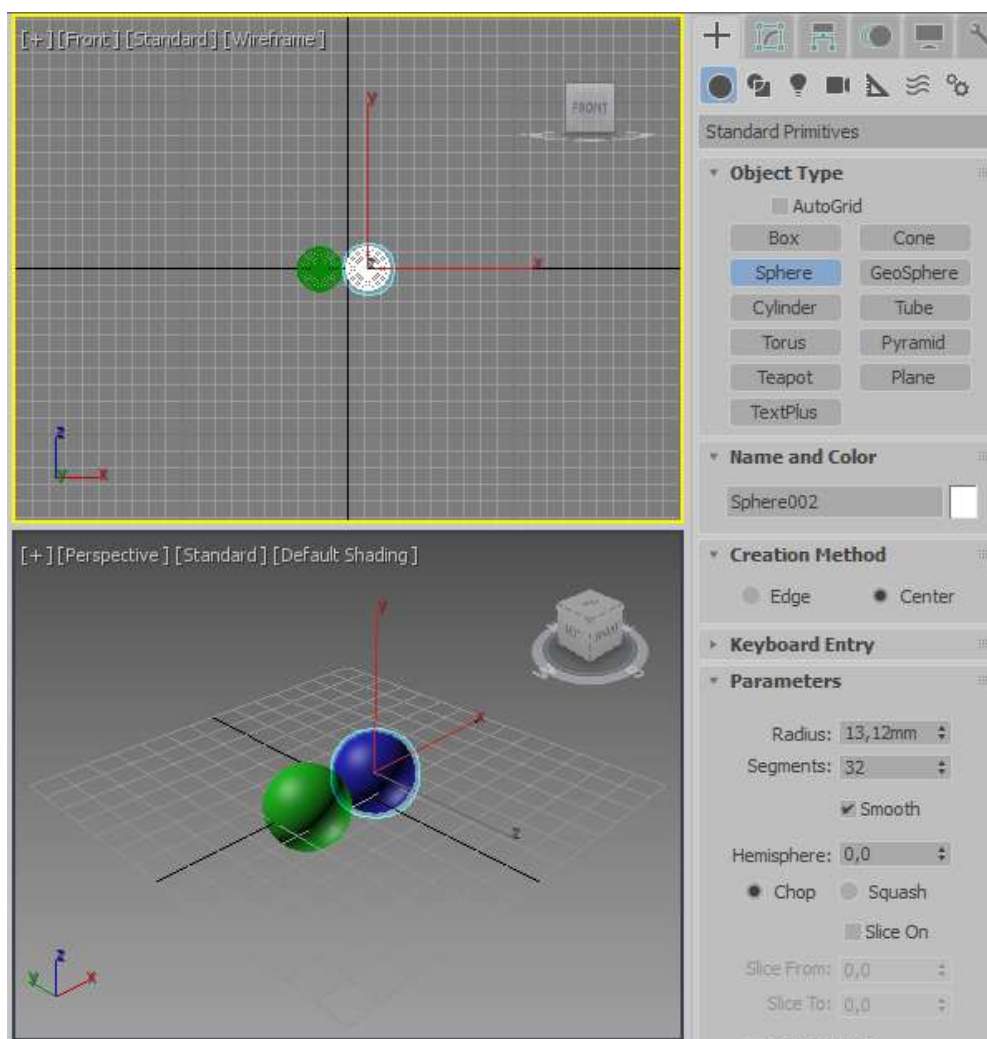 [+] [Front] [Standard] [Wireframe]
y
FRONT
x
z
y x
[+] [Perspective] [Standard] [Default Shading]
y
x
z
z
y x
Standard Primitives
Object Type
AutoGrid
Box Cone
Sphere GeoSphere
Cylinder Tube
Torus Pyramid
Teapot Plane
TextPlus
Name and Color
Sphere002
Creation Method
Edge Center
Keyboard Entry
Parameters
Radius: 13,12mm
Segments: 32
Smooth
Hemisphere: 0,0
Chop Squash
Slice On
Slice From: 0,0
Slice To: 0,0